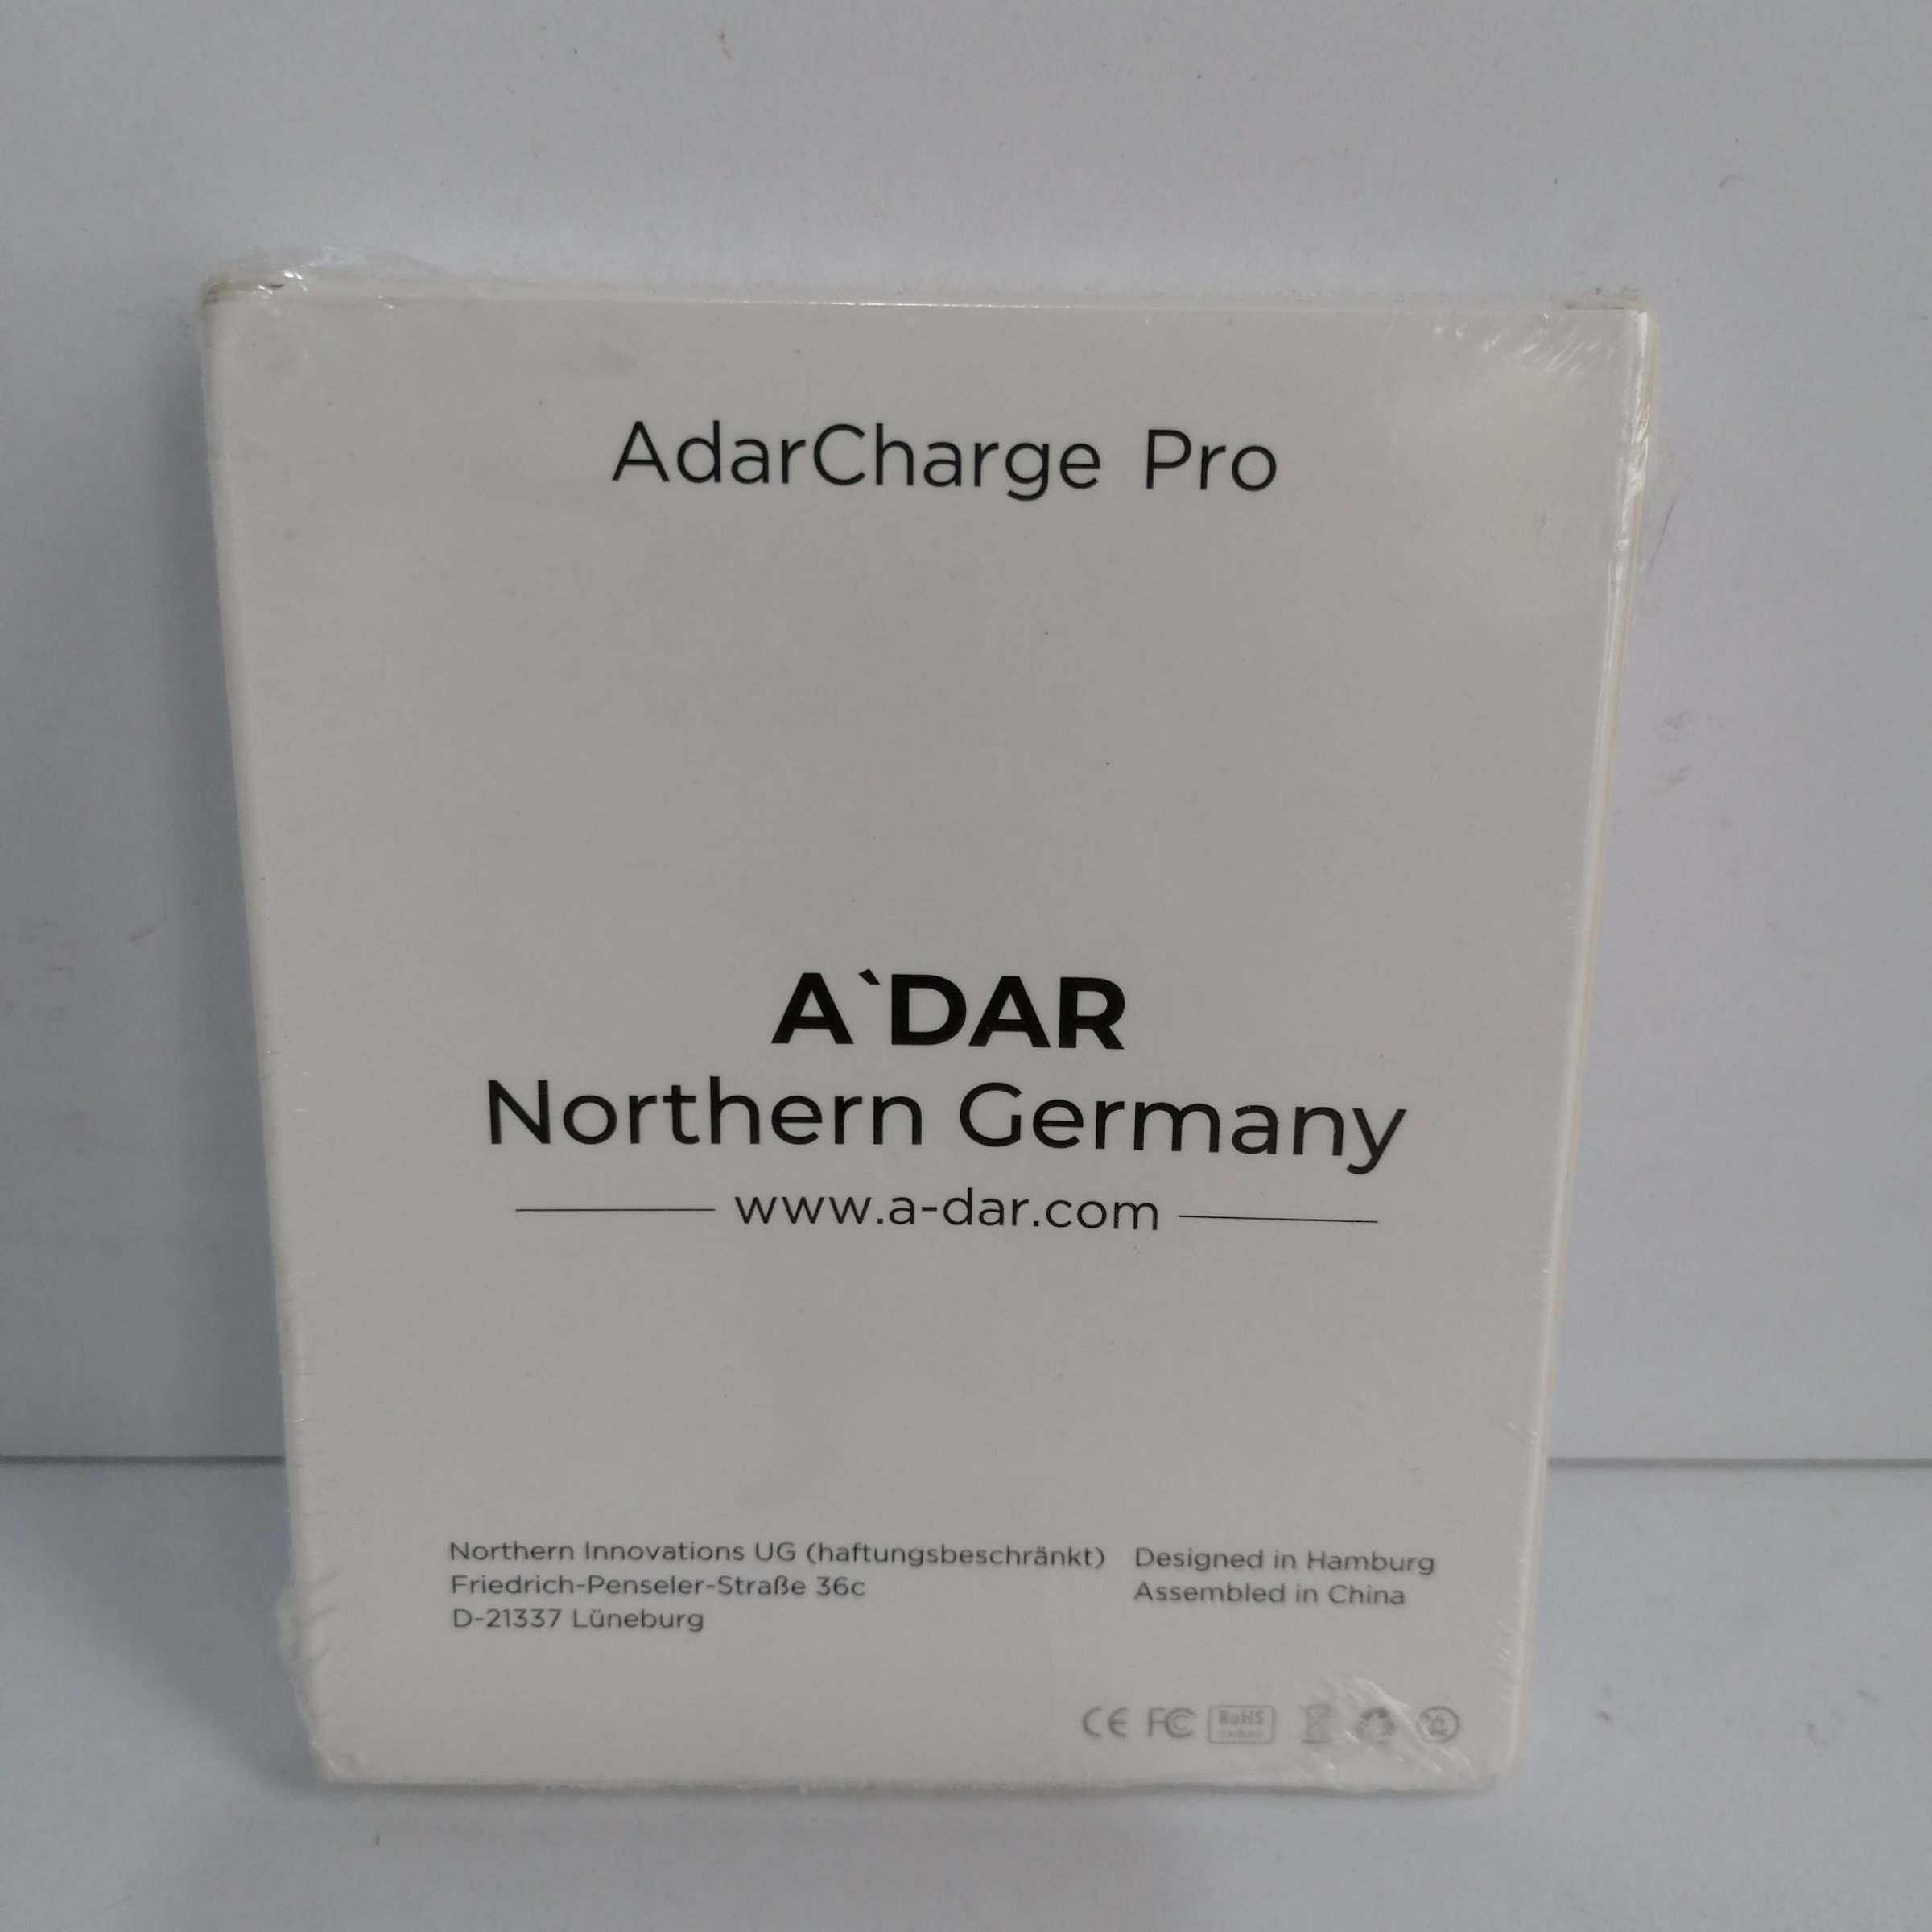 AdarCharge Pro
A`DAR
Northern Germany
www.a-dar.com
Northern Innovations UG (haftungsbeschränkt)
Friedrich-Penseler-Straße 36c
D-21337 Lüneburg
Designed in Hamburg
Assembled in China
CE FC RoHS